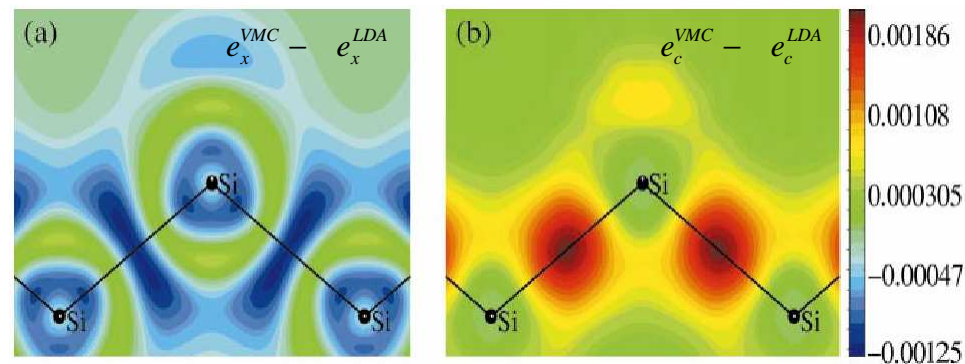 (a) e_x^{VMC} − e_x^{LDA}
Si
Si
Si
(b) e_c^{VMC} − e_c^{LDA}
Si
Si
Si
0.00186
0.00108
0.000305
−0.00047
−0.00125